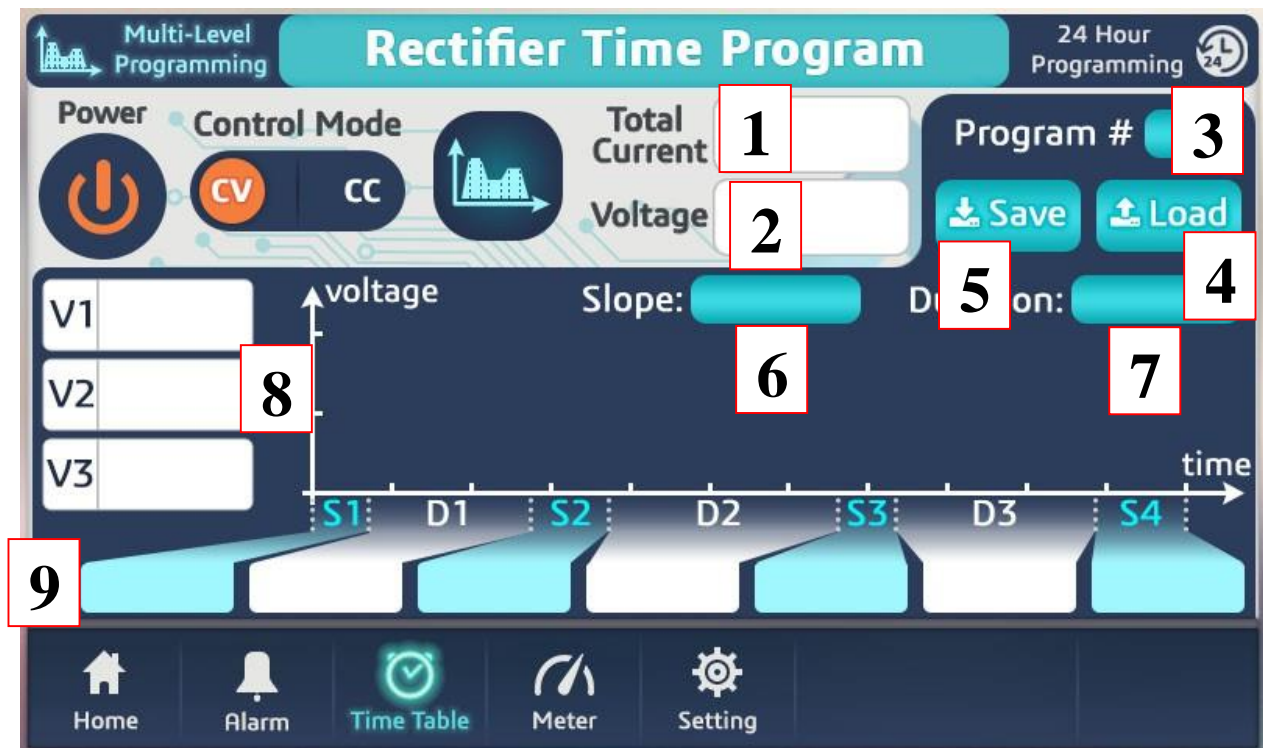 Multi-Level
Programming
Rectifier Time Program
24 Hour
Programming
24
Power
Control Mode
CV
CC
Total
Current
1
Voltage
2
Program #
3
Save
Load
5
4
V1
V2
V3
8
voltage
Slope:
6
7
time
S1
D1
S2
D2
S3
D3
S4
9
Home
Alarm
Time Table
Meter
Setting